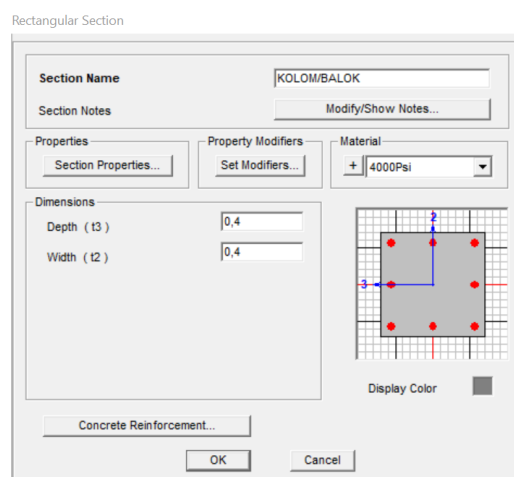 Rectangular Section
Section Name KOLOM/BALOK
Section Notes Modify/Show Notes...
Properties Property Modifiers Material
Section Properties... Set Modifiers... + 4000Psi
Dimensions
Depth ( t3 ) 0,4
Width ( t2 ) 0,4
2
3
Display Color
Concrete Reinforcement...
OK Cancel